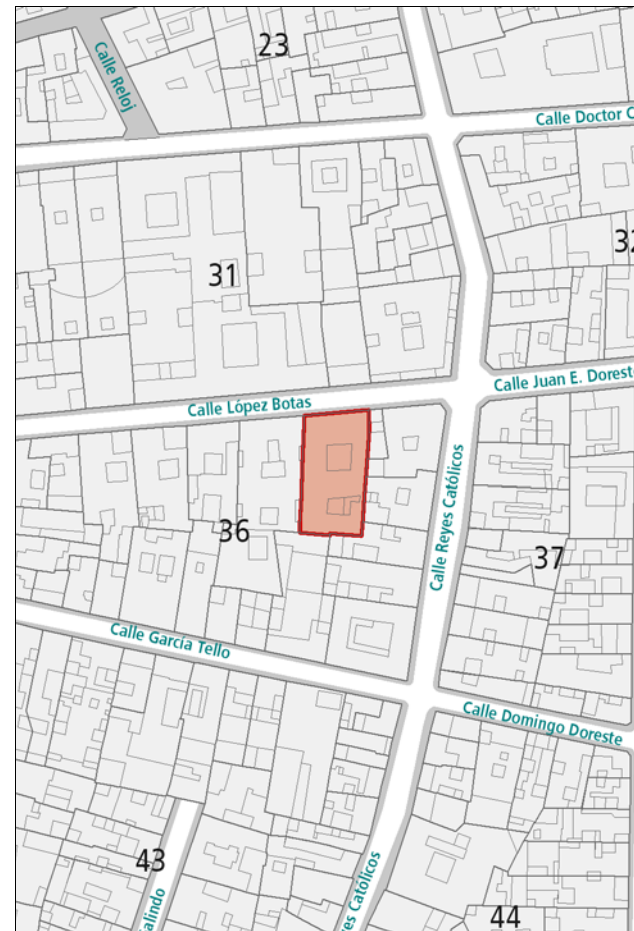 23
Calle Reloj
Calle Doctor C
31
32
Calle López Botas
Calle Juan E. Doreste
Calle Reyes Católicos
36
37
Calle García Tello
Calle Domingo Doreste
43
alindo
es Católicos
44